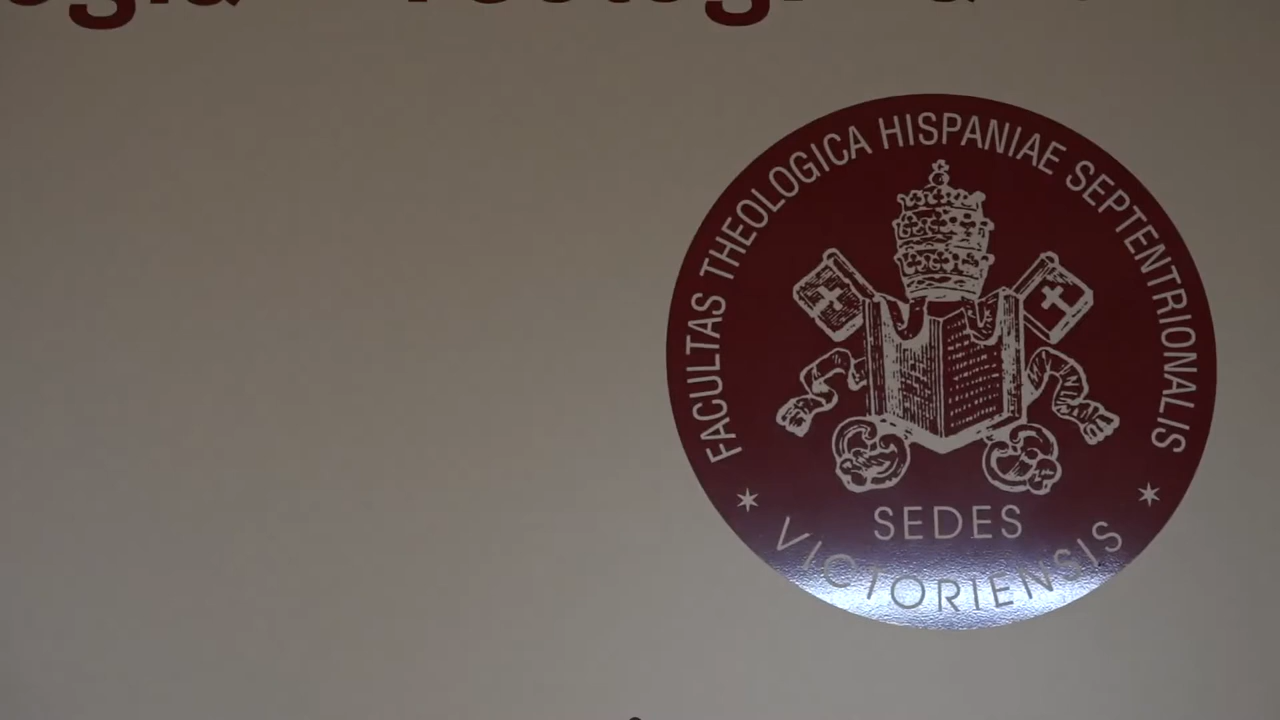 FACULTAS THEOLOGICA HISPANIAE SEPTENTRIONALIS
SEDES
VICTORIENSIS